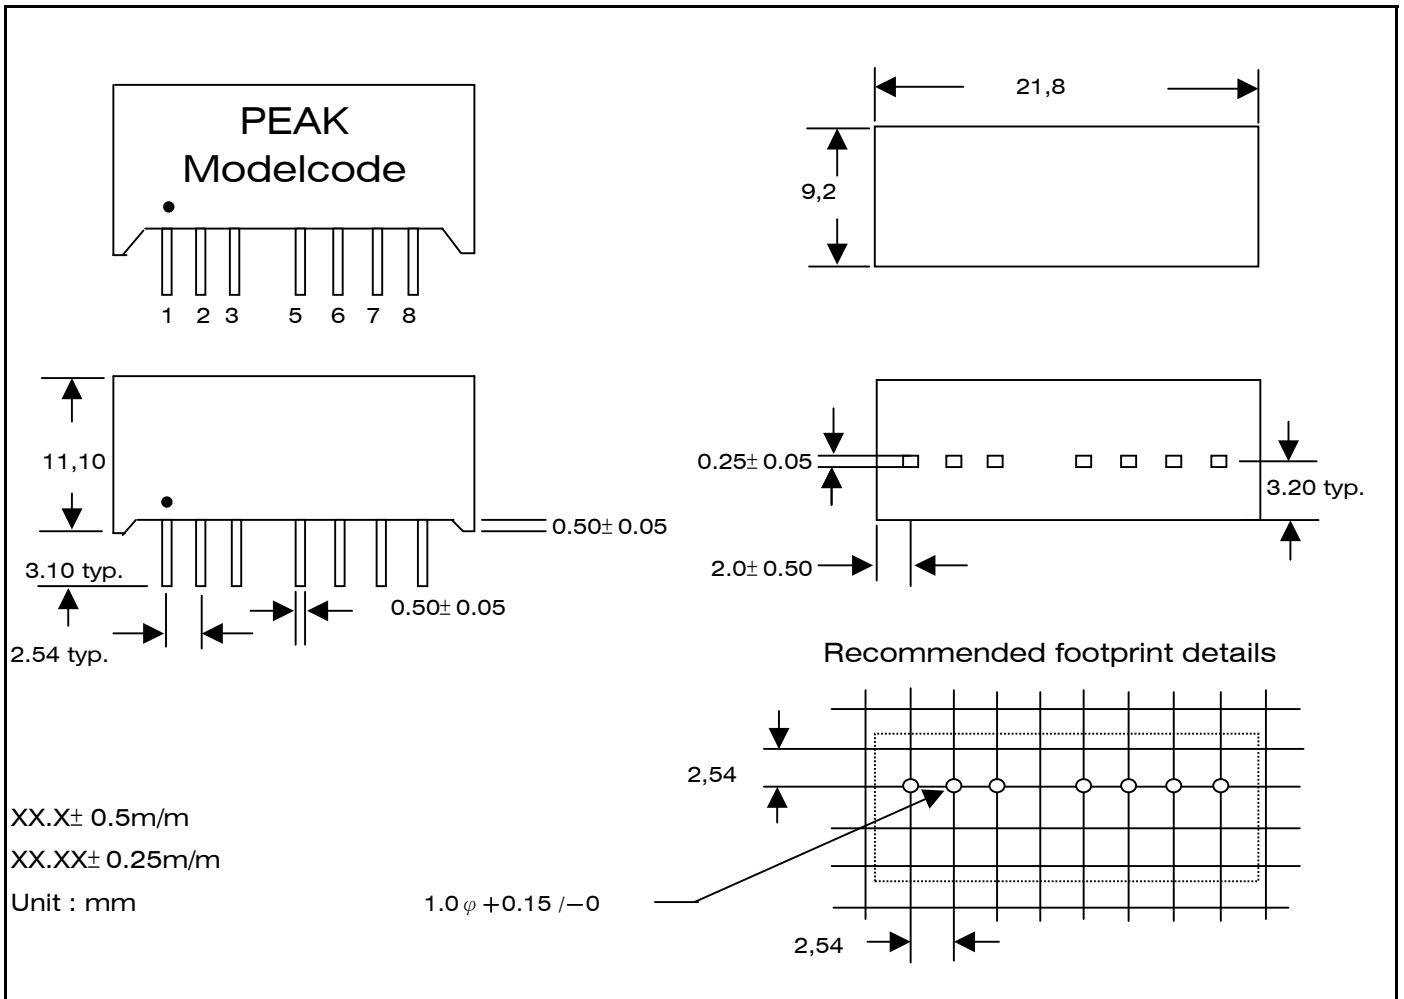 PEAK
Modelcode
1 2 3 5 6 7 8
21,8
9,2
11,10
3.10 typ.
2.54 typ.
0.50± 0.05
0.50± 0.05
0.25± 0.05
3.20 typ.
2.0± 0.50
Recommended footprint details
2,54
2,54
1.0 φ +0.15 /−0
XX.X± 0.5m/m
XX.XX± 0.25m/m
Unit : mm